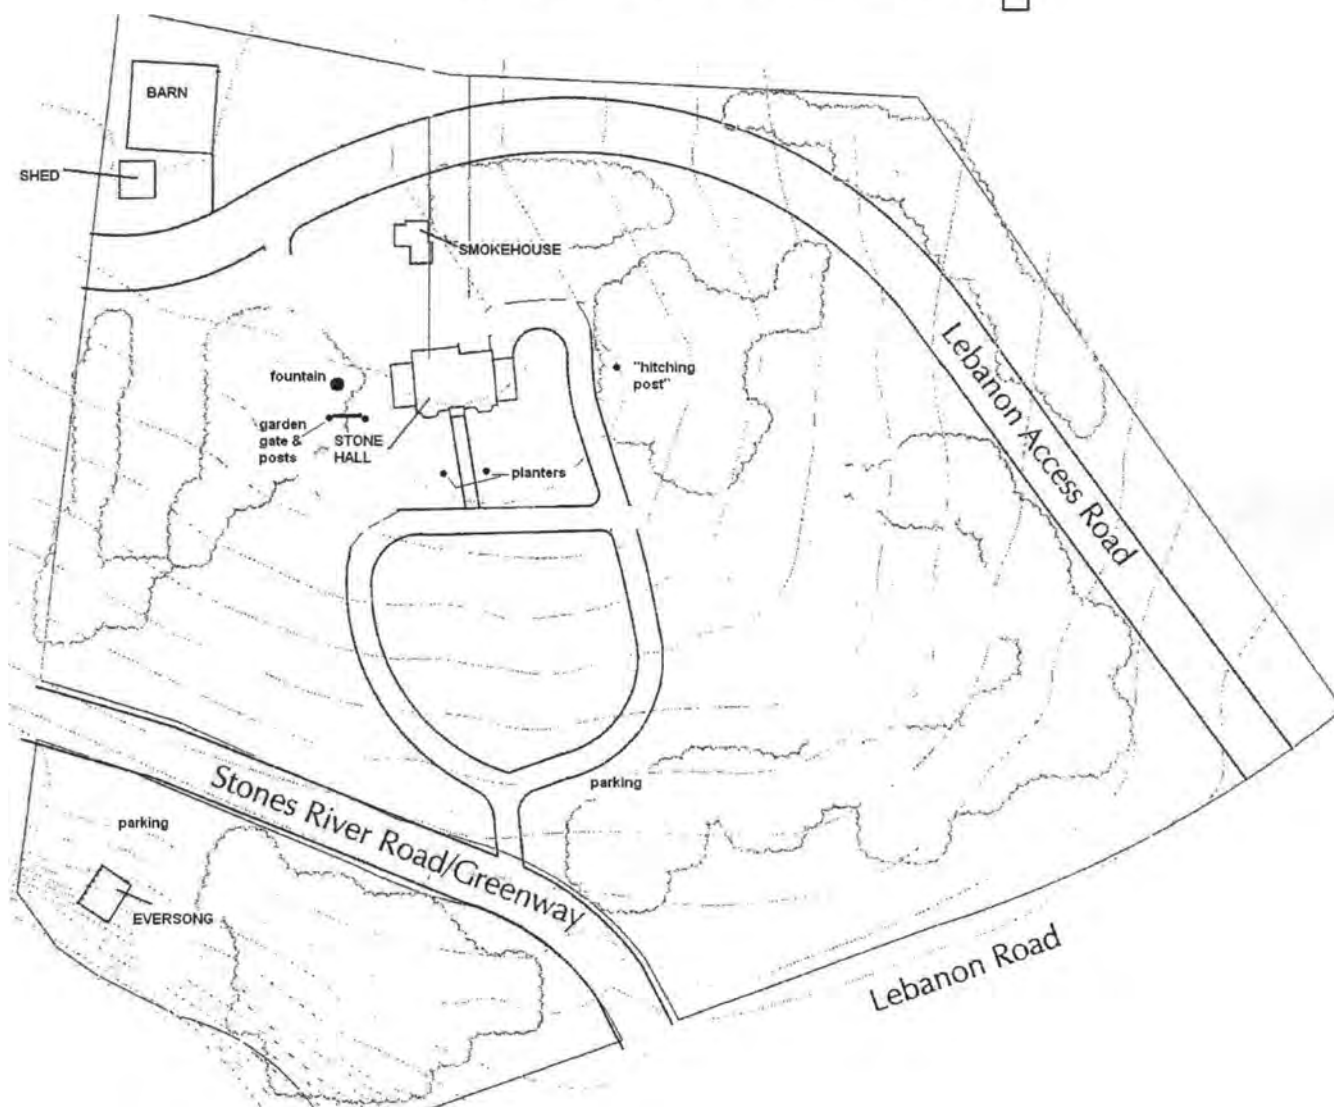 BARN
SHED
SMOKEHOUSE
Lebanon Access Road
fountain
"hitching
post"
garden
gate &
posts
STONE
HALL
planters
parking
Stones River Road/Greenway
parking
EVERSONG
Lebanon Road